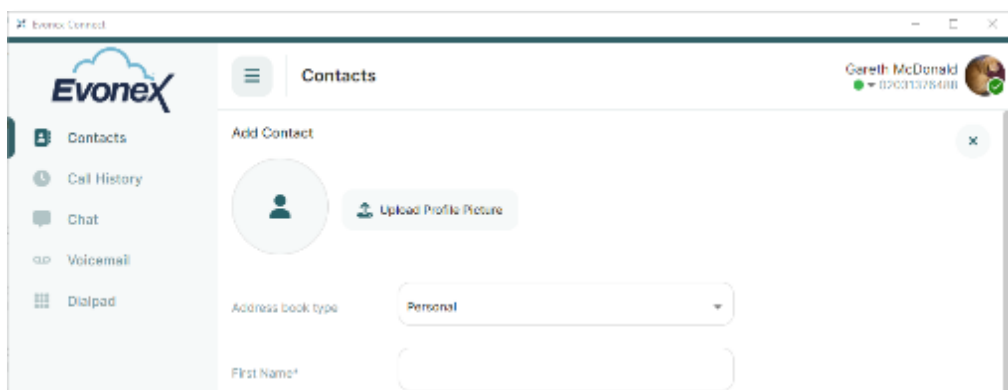 Evonex Connect
Evonex
Contacts
Gareth McDonald
Contacts
Call History
Chat
Voicemail
Dialpad
Add Contact
Upload Profile Picture
Address book type
Personal
First Name*